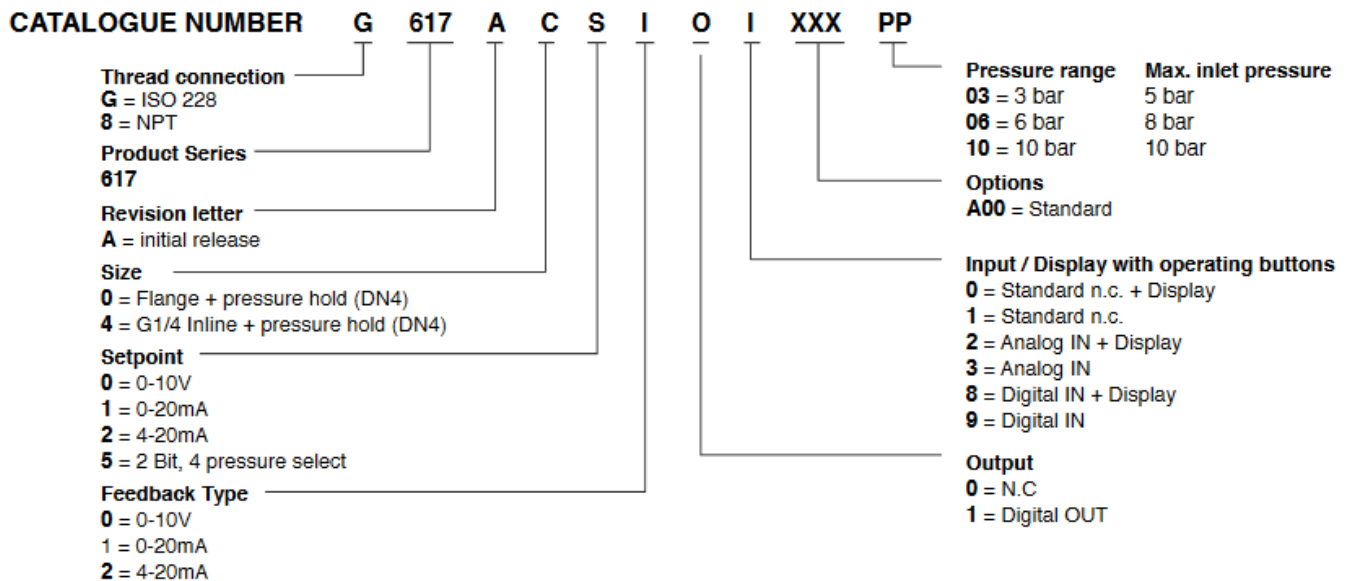 CATALOGUE NUMBER G 617 A C S I O I XXX PP
Thread connection
G = ISO 228
8 = NPT
Product Series
617
Revision letter
A = initial release
Size
0 = Flange + pressure hold (DN4)
4 = G1/4 Inline + pressure hold (DN4)
Setpoint
0 = 0-10V
1 = 0-20mA
2 = 4-20mA
5 = 2 Bit, 4 pressure select
Feedback Type
0 = 0-10V
1 = 0-20mA
2 = 4-20mA
Pressure range Max. inlet pressure
03 = 3 bar 5 bar
06 = 6 bar 8 bar
10 = 10 bar 10 bar
Options
A00 = Standard
Input / Display with operating buttons
0 = Standard n.c. + Display
1 = Standard n.c.
2 = Analog IN + Display
3 = Analog IN
8 = Digital IN + Display
9 = Digital IN
Output
0 = N.C
1 = Digital OUT